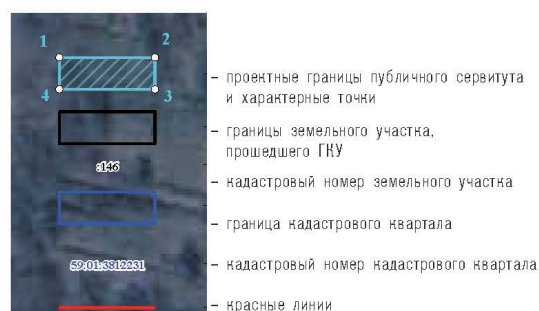 1 2
4 3
– проектные границы публичного сервитута
и характерные точки
– границы земельного участка,
прошедшего ГКУ
:146
– кадастровый номер земельного участка
– граница кадастрового квартала
59:01:3812231
– кадастровый номер кадастрового квартала
– красные линии